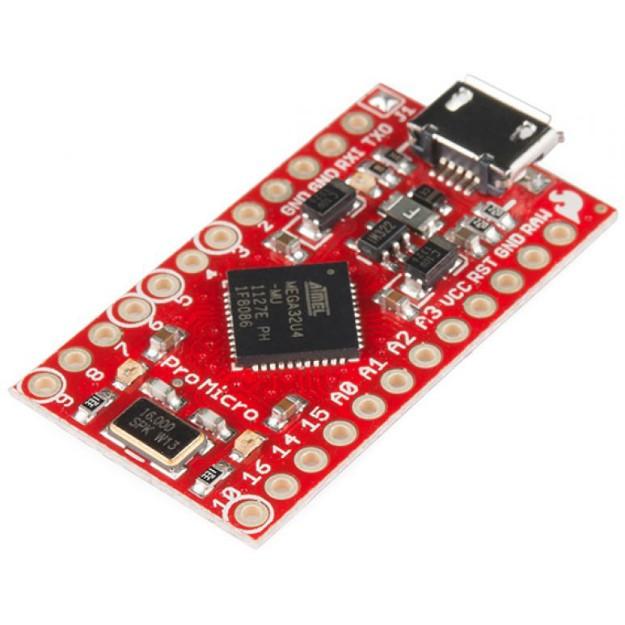 J1
TXO
RXI
GND
GND
2
3
4
5
6
7
8
9
RAW
GND
RST
VCC
A3
A2
A1
A0
15
14
16
10
ATMEL
MEGA32U4
-MU
1127E PH
1F8086
Pro Micro
16.000
SPK W13
F